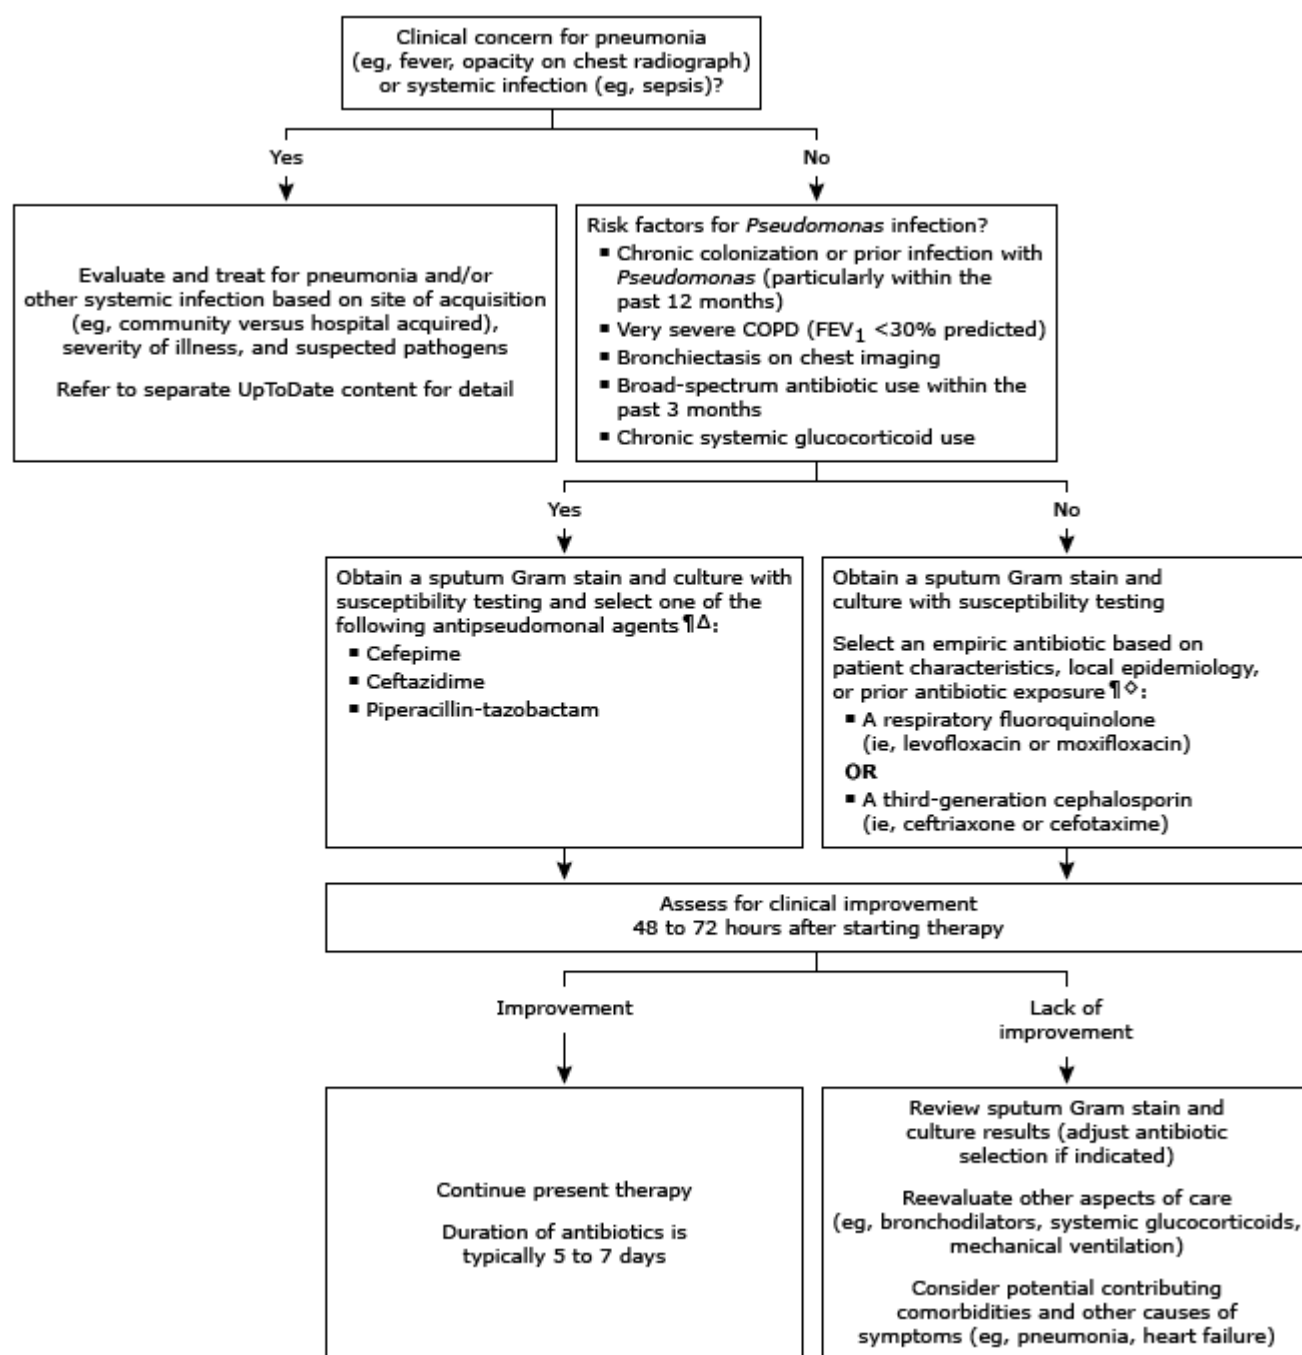 Clinical concern for pneumonia
(eg, fever, opacity on chest radiograph)
or systemic infection (eg, sepsis)?
Yes
No
Evaluate and treat for pneumonia and/or
other systemic infection based on site of acquisition
(eg, community versus hospital acquired),
severity of illness, and suspected pathogens
Refer to separate UpToDate content for detail
Risk factors for Pseudomonas infection?
▪ Chronic colonization or prior infection with
Pseudomonas (particularly within the
past 12 months)
▪ Very severe COPD (FEV₁ <30% predicted)
▪ Bronchiectasis on chest imaging
▪ Broad-spectrum antibiotic use within the
past 3 months
▪ Chronic systemic glucocorticoid use
Yes
No
Obtain a sputum Gram stain and culture with
susceptibility testing and select one of the
following antipseudomonal agents¶Δ:
▪ Cefepime
▪ Ceftazidime
▪ Piperacillin-tazobactam
Obtain a sputum Gram stain and
culture with susceptibility testing
Select an empiric antibiotic based on
patient characteristics, local epidemiology,
or prior antibiotic exposure¶◇:
▪ A respiratory fluoroquinolone
(ie, levofloxacin or moxifloxacin)
OR
▪ A third-generation cephalosporin
(ie, ceftriaxone or cefotaxime)
Assess for clinical improvement
48 to 72 hours after starting therapy
Improvement
Lack of
improvement
Continue present therapy
Duration of antibiotics is
typically 5 to 7 days
Review sputum Gram stain and
culture results (adjust antibiotic
selection if indicated)
Reevaluate other aspects of care
(eg, bronchodilators, systemic glucocorticoids,
mechanical ventilation)
Consider potential contributing
comorbidities and other causes of
symptoms (eg, pneumonia, heart failure)